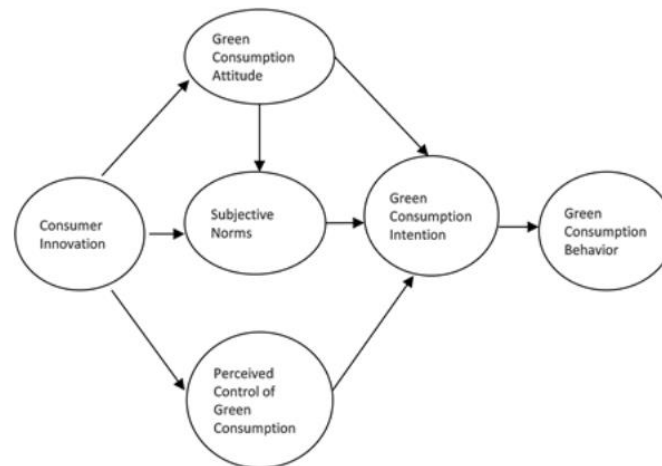 Green
Consumption
Attitude
Consumer
Innovation
Subjective
Norms
Green
Consumption
Intention
Green
Consumption
Behavior
Perceived
Control of
Green
Consumption